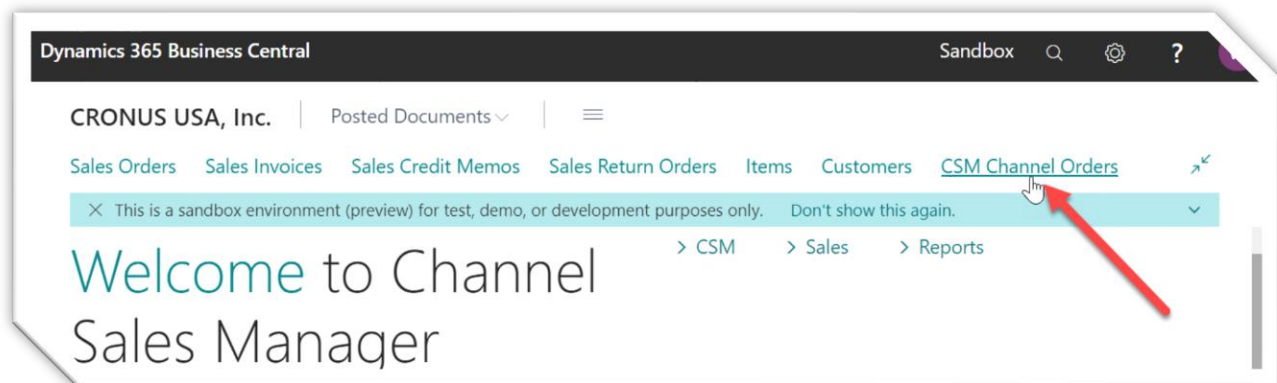 Dynamics 365 Business Central Sandbox ?
CRONUS USA, Inc. Posted Documents
Sales Orders Sales Invoices Sales Credit Memos Sales Return Orders Items Customers CSM Channel Orders
This is a sandbox environment (preview) for test, demo, or development purposes only. Don't show this again.
> CSM > Sales > Reports
Welcome to Channel
Sales Manager